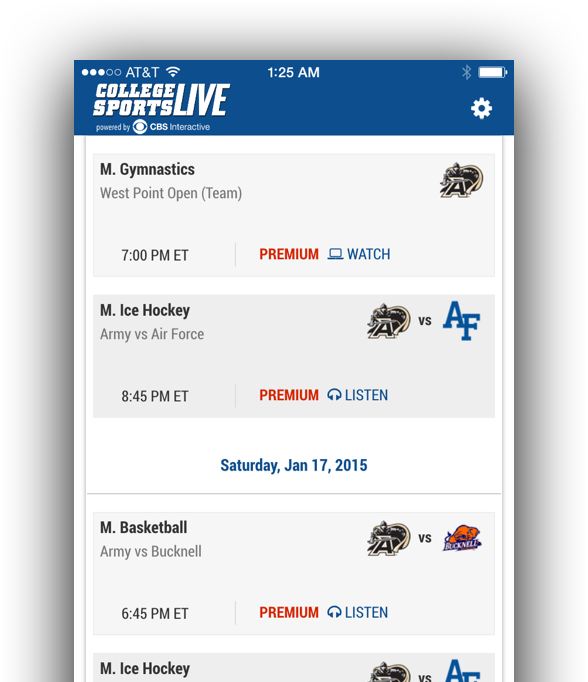 AT&T 1:25 AM
COLLEGE
SPORTS LIVE
powered by CBS Interactive
M. Gymnastics
West Point Open (Team)
7:00 PM ET PREMIUM WATCH
M. Ice Hockey
Army vs Air Force
A vs AF
8:45 PM ET PREMIUM LISTEN
Saturday, Jan 17, 2015
M. Basketball
Army vs Bucknell
A vs BUCKNELL
6:45 PM ET PREMIUM LISTEN
M. Ice Hockey
vs AF